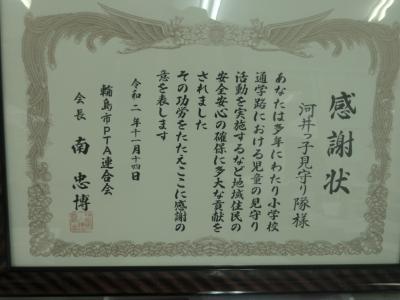 感謝状
河井っ子見守り隊様
あなたは多年にわたり小学校
通学路における児童の見守り
活動を実施するなど地域住民の
安全安心の確保に多大な貢献を
されました
その功労をたたえここに感謝の
意を表します
令和二年十一月十四日
輪島市PTA連合会
会長 南 忠博